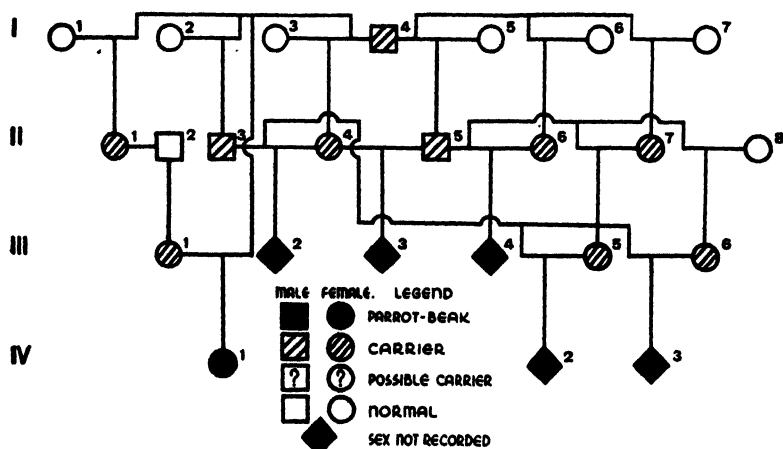 I
1 2 3 4 5 6 7
II
1 2 3 4 5 6 7 8
III
1 2 3 4 5 6
MALE FEMALE. LEGEND
PARROT-BEAK
CARRIER
? ? POSSIBLE CARRIER
NORMAL
SEX NOT RECORDED
IV
1 2 3